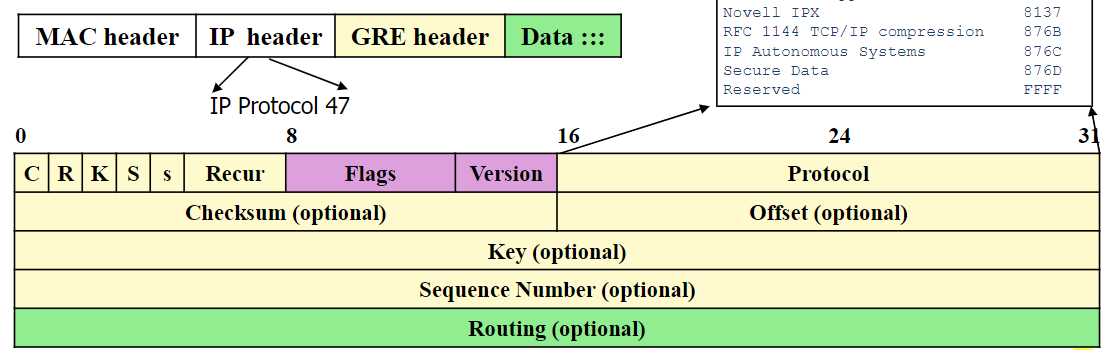 Novell IPX 8137
RFC 1144 TCP/IP compression 876B
IP Autonomous Systems 876C
Secure Data 876D
Reserved FFFF
MAC header IP header GRE header Data :::
IP Protocol 47
0 8 16 24 31
C R K S s Recur Flags Version Protocol
Checksum (optional) Offset (optional)
Key (optional)
Sequence Number (optional)
Routing (optional)